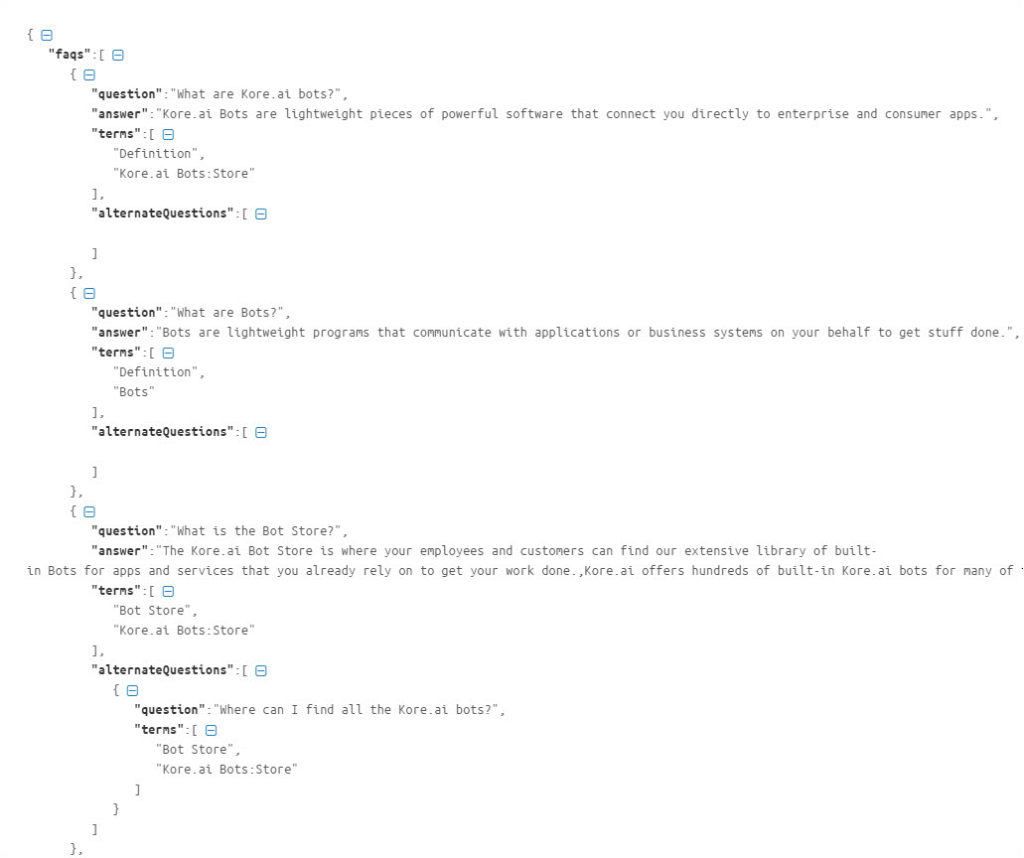 {
"faqs":[
{
"question":"What are Kore.ai bots?",
"answer":"Kore.ai Bots are lightweight pieces of powerful software that connect you directly to enterprise and consumer apps.",
"terms":[
"Definition",
"Kore.ai Bots:Store"
],
"alternateQuestions":[
]
},
{
"question":"What are Bots?",
"answer":"Bots are lightweight programs that communicate with applications or business systems on your behalf to get stuff done.",
"terms":[
"Definition",
"Bots"
],
"alternateQuestions":[
]
},
{
"question":"What is the Bot Store?",
"answer":"The Kore.ai Bot Store is where your employees and customers can find our extensive library of built-
in Bots for apps and services that you already rely on to get your work done.,Kore.ai offers hundreds of built-in Kore.ai bots for many of
"terms":[
"Bot Store",
"Kore.ai Bots:Store"
],
"alternateQuestions":[
{
"question":"Where can I find all the Kore.ai bots?",
"terms":[
"Bot Store",
"Kore.ai Bots:Store"
]
}
]
},